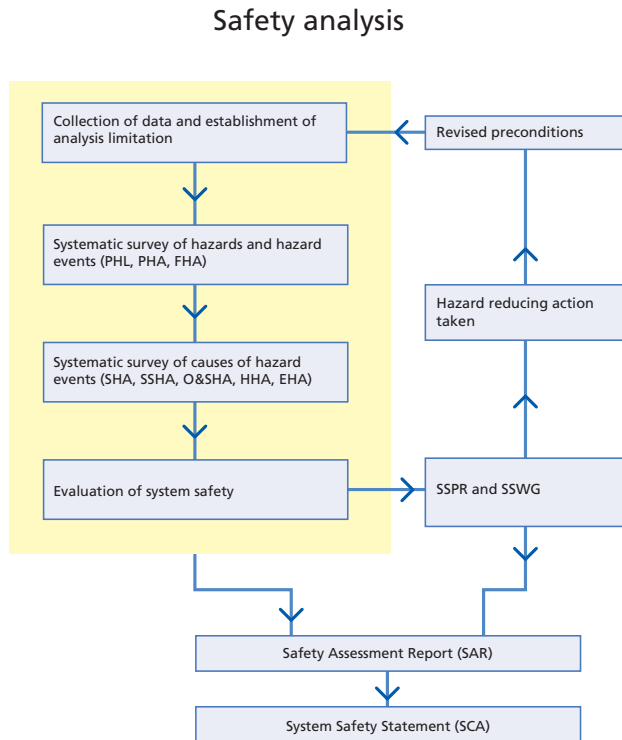 Safety analysis
Collection of data and establishment of
analysis limitation
Revised preconditions
Systematic survey of hazards and hazard
events (PHL, PHA, FHA)
Hazard reducing action
taken
Systematic survey of causes of hazard
events (SHA, SSHA, O&SHA, HHA, EHA)
Evaluation of system safety
SSPR and SSWG
Safety Assessment Report (SAR)
System Safety Statement (SCA)